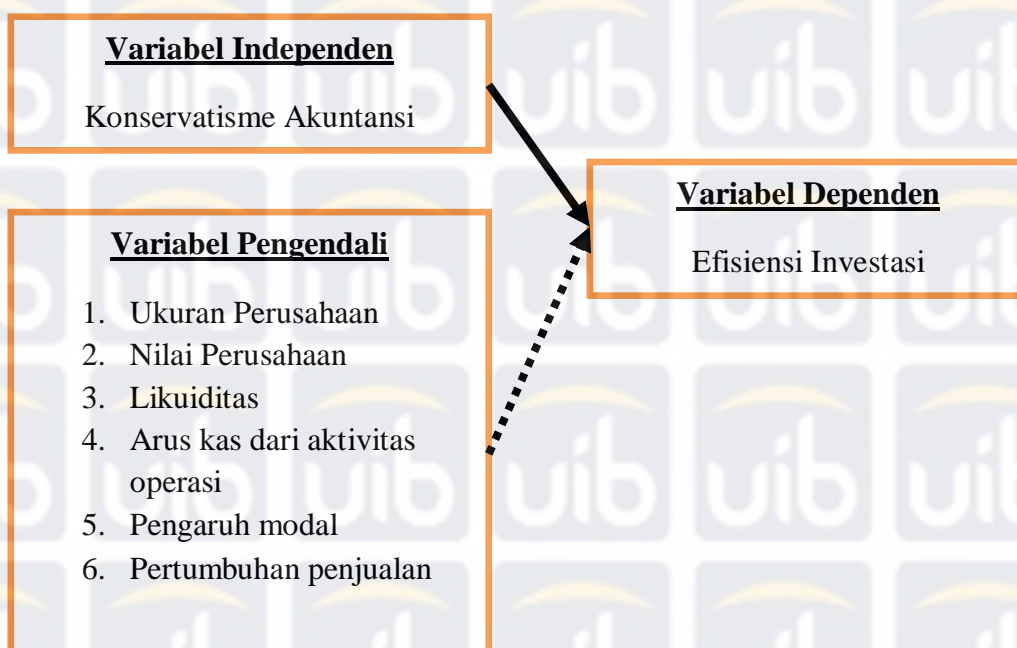 Variabel Independen
Konservatisme Akuntansi
Variabel Dependen
Efisiensi Investasi
Variabel Pengendali
1. Ukuran Perusahaan
2. Nilai Perusahaan
3. Likuiditas
4. Arus kas dari aktivitas
operasi
5. Pengaruh modal
6. Pertumbuhan penjualan
uib